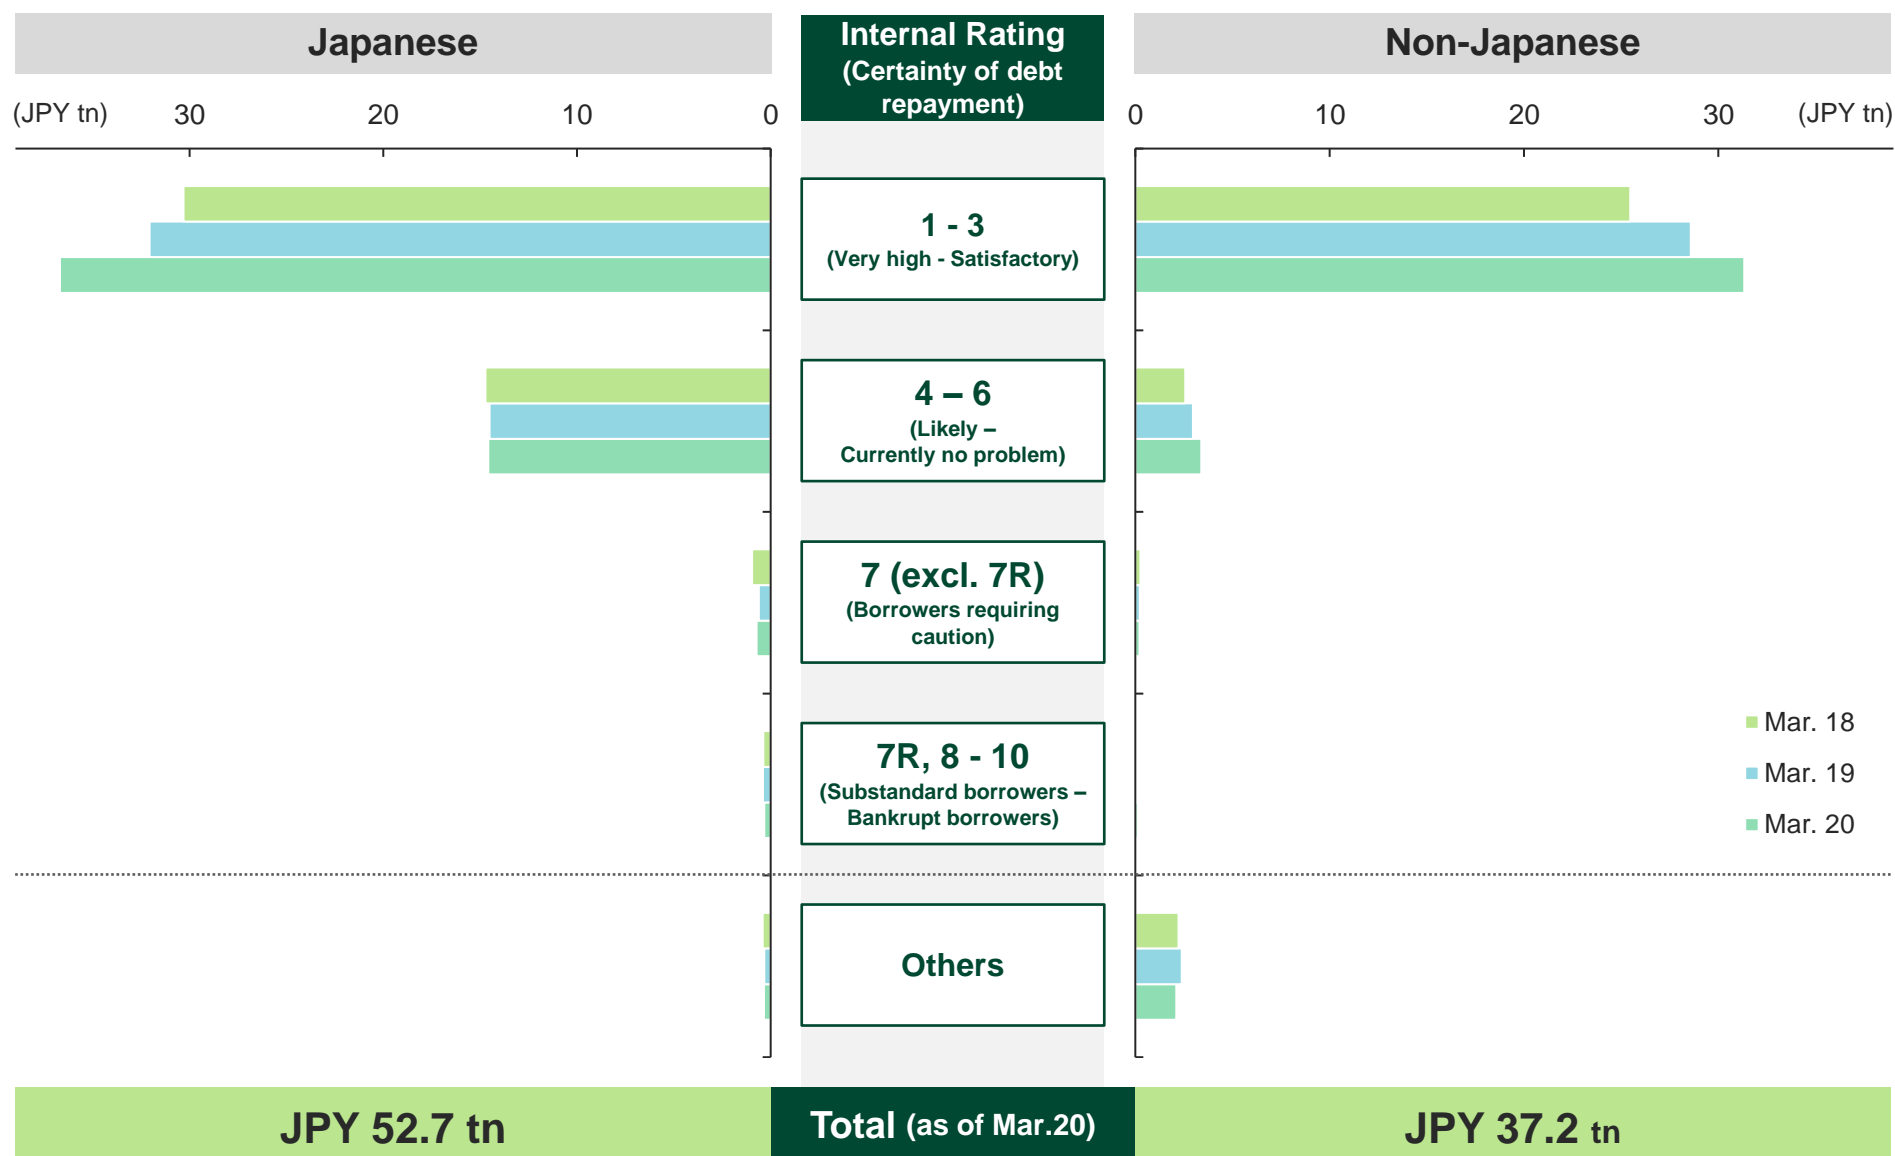 Japanese
Internal Rating
(Certainty of debt
repayment)
Non-Japanese
(JPY tn) 30 20 10 0
0 10 20 30 (JPY tn)
1 - 3
(Very high - Satisfactory)
4 – 6
(Likely –
Currently no problem)
7 (excl. 7R)
(Borrowers requiring
caution)
7R, 8 - 10
(Substandard borrowers –
Bankrupt borrowers)
Mar. 18
Mar. 19
Mar. 20
Others
JPY 52.7 tn
Total (as of Mar.20)
JPY 37.2 tn